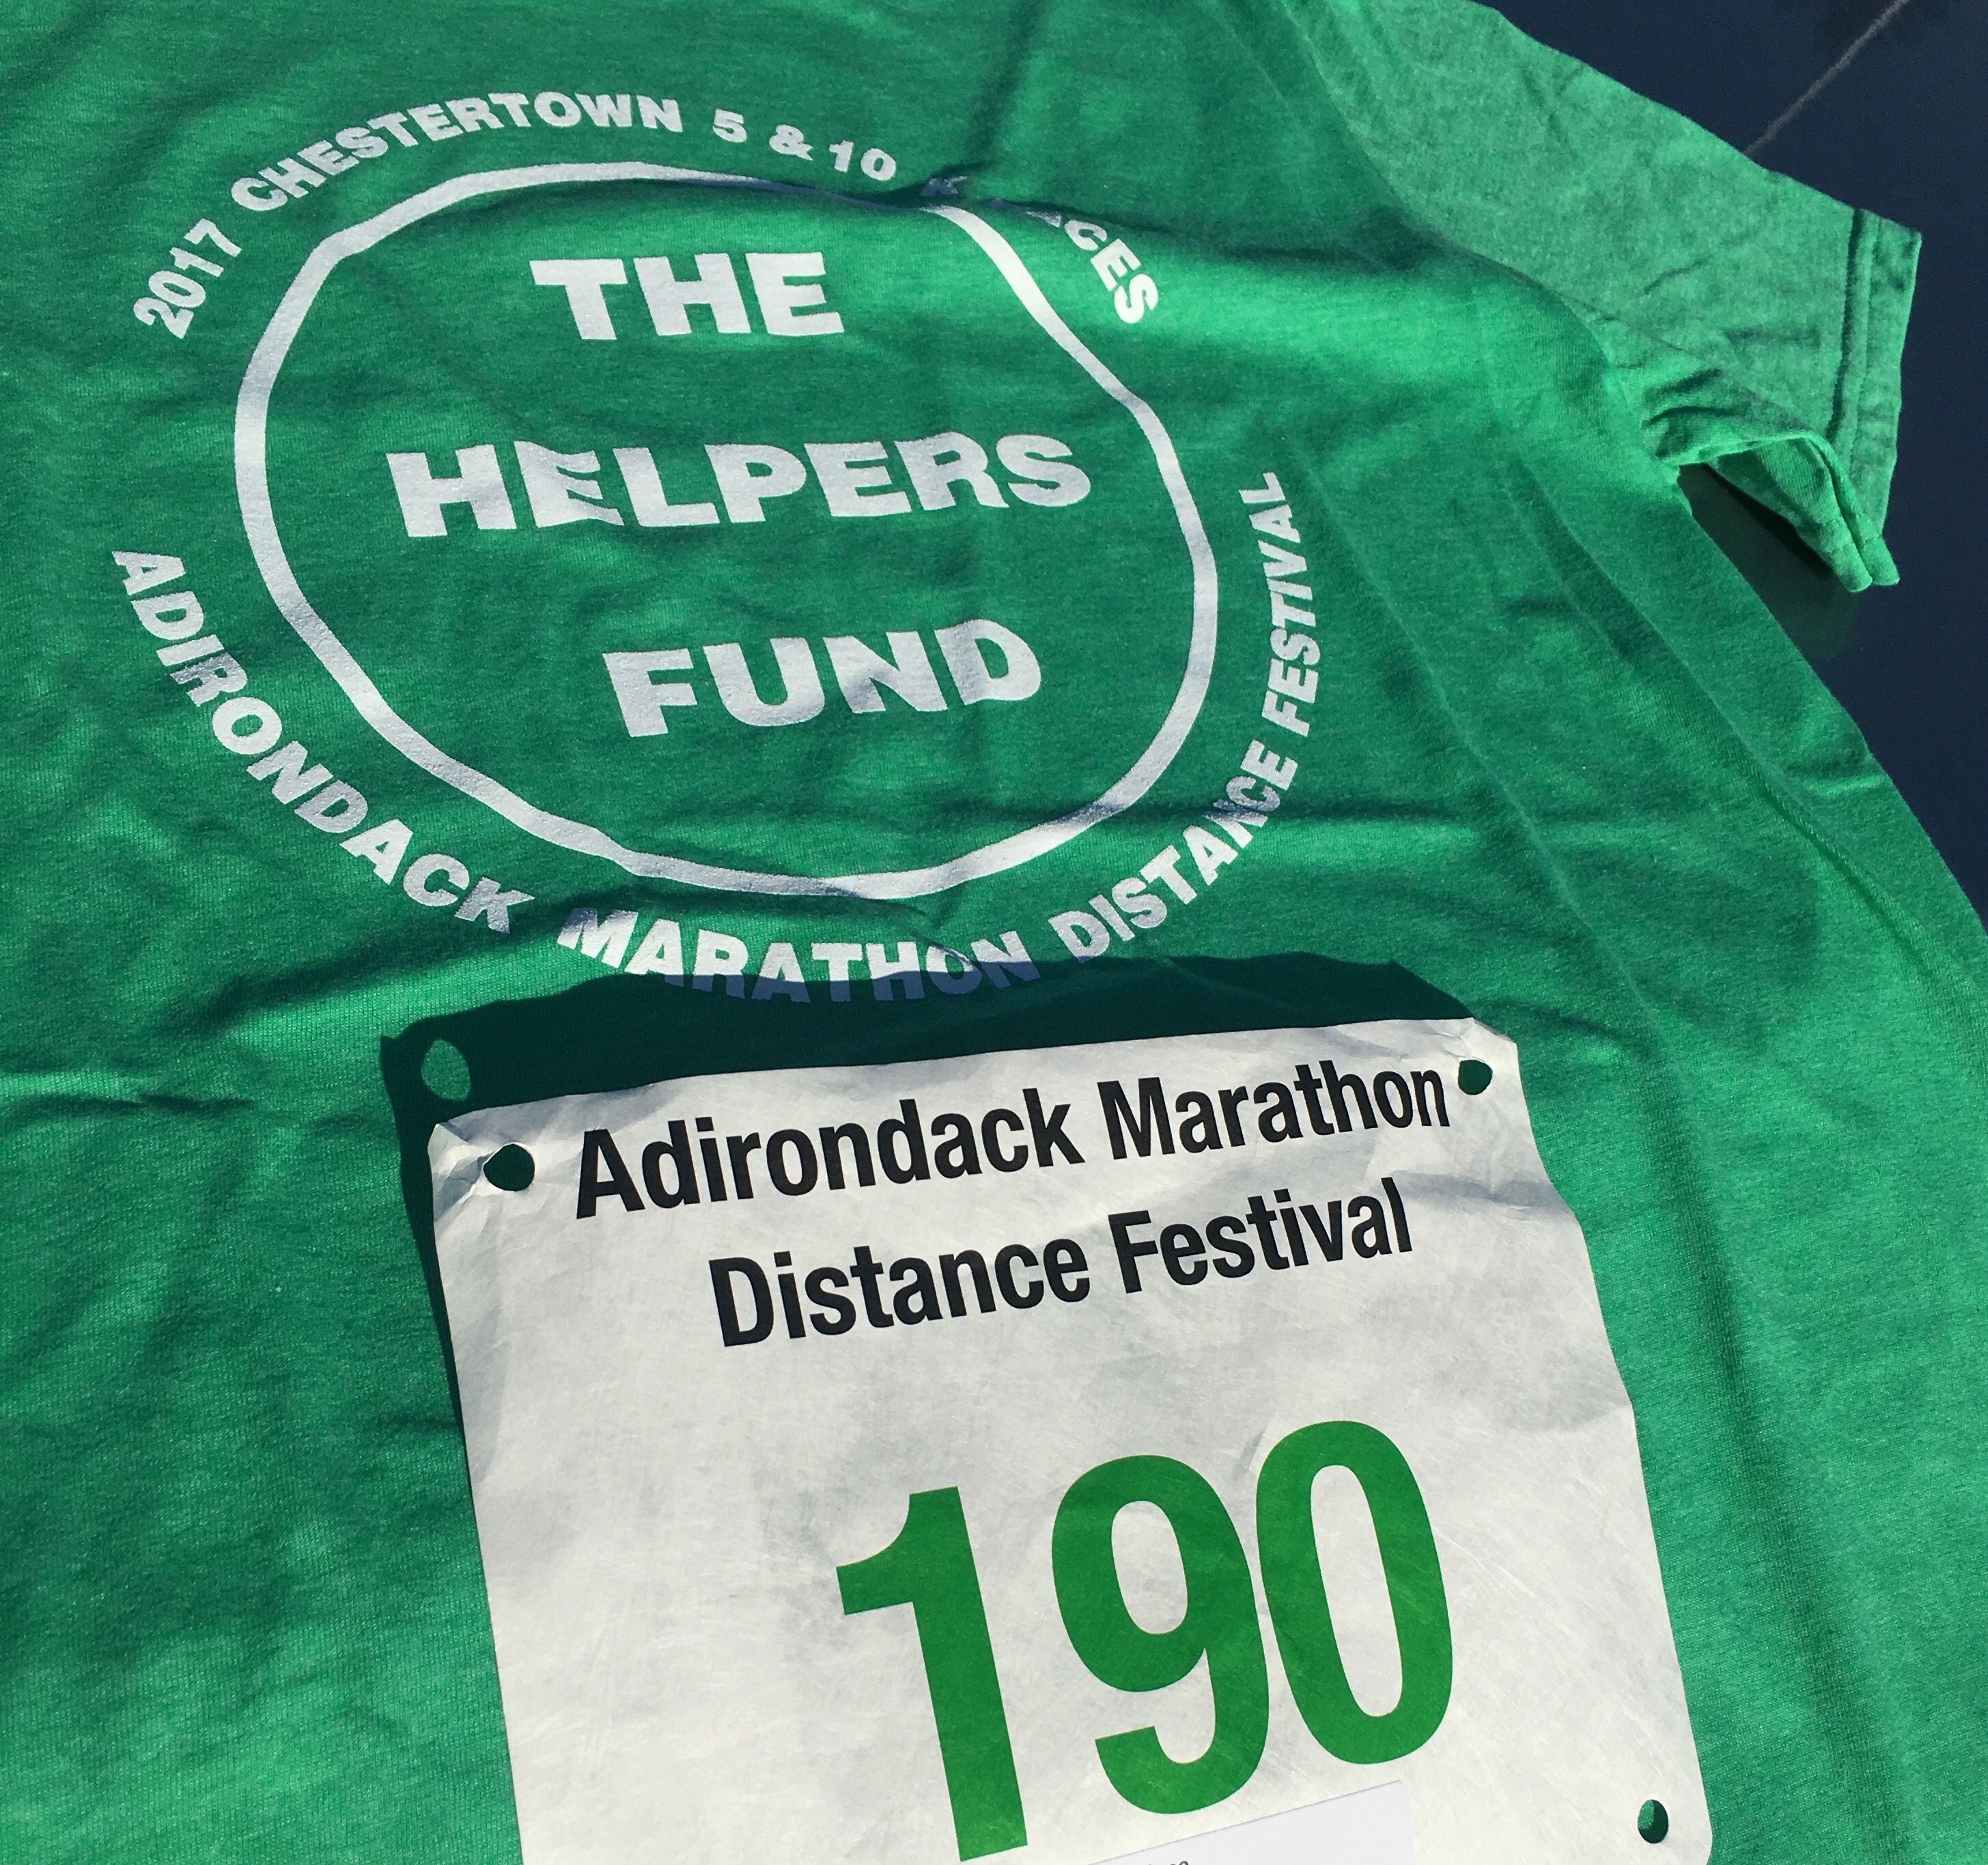 2017 CHESTERTOWN 5 & 10
THE
HELPERS
FUND
ADIRONDACK MARATHON DISTANCE FESTIVAL
Adirondack Marathon
Distance Festival
190